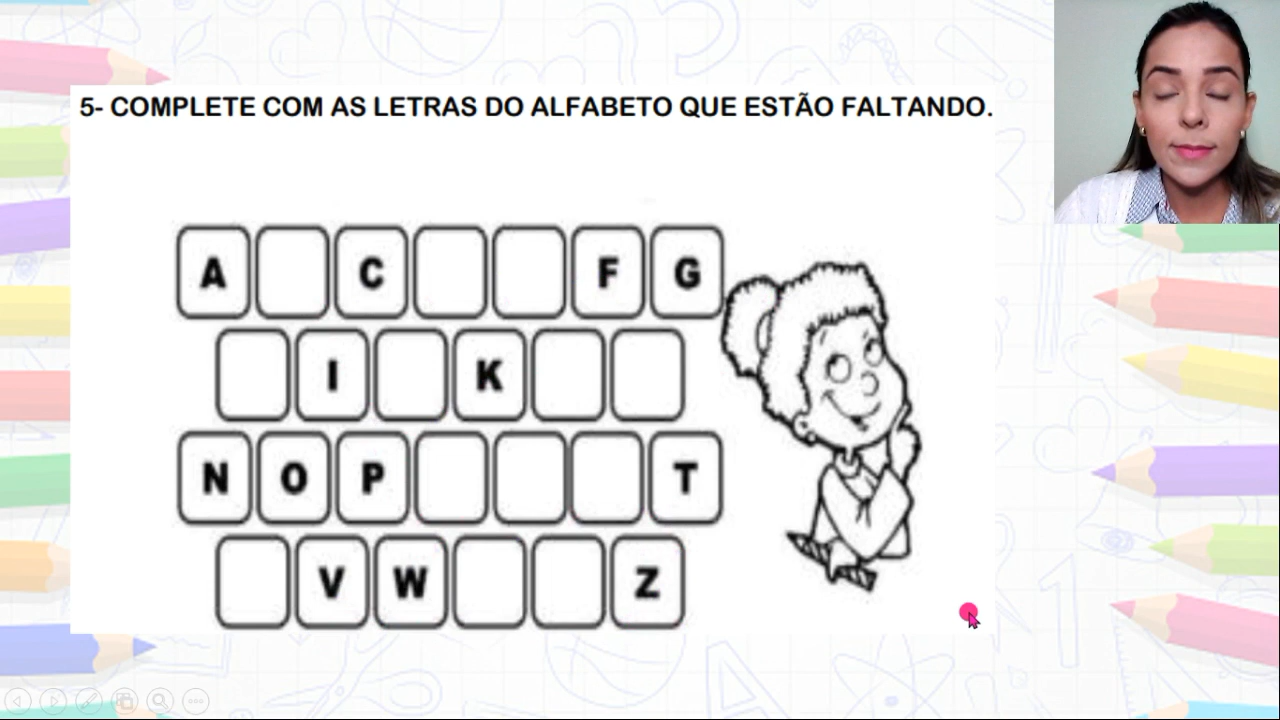 5- COMPLETE COM AS LETRAS DO ALFABETO QUE ESTÃO FALTANDO.
A C F G
I K
N O P T
V W Z